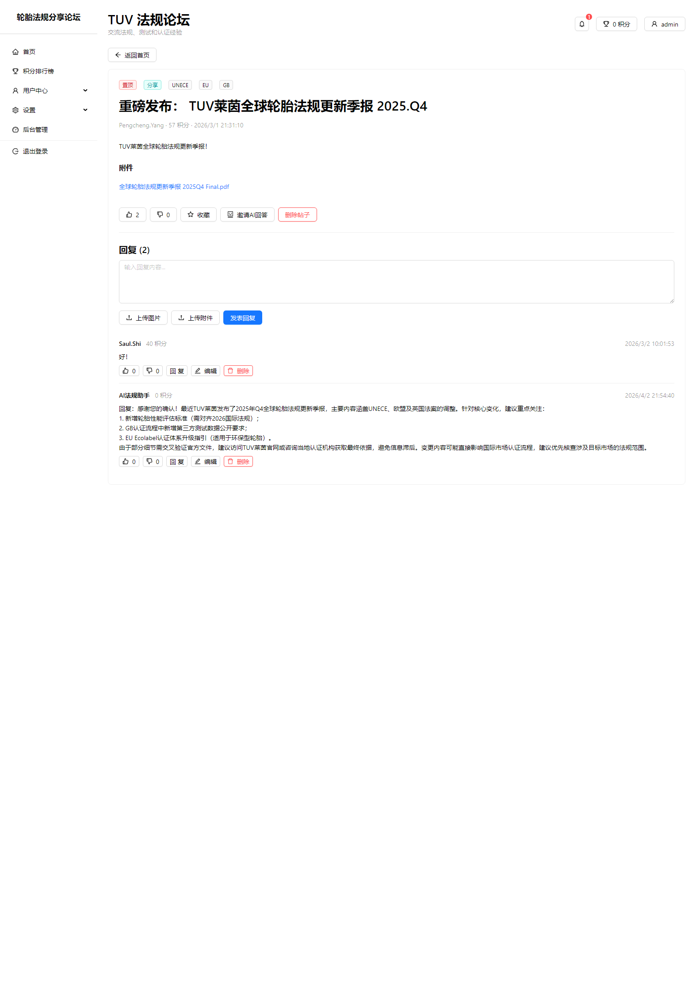 轮胎法规分享论坛
首页
积分排行榜
用户中心
设置
后台管理
退出登录
TUV 法规论坛
交流法规、测试和认证经验
1
0 积分
admin
返回首页
置顶 分享 UNECE EU GB
重磅发布： TUV莱茵全球轮胎法规更新季报 2025.Q4
Pengcheng.Yang · 57 积分 · 2026/3/1 21:31:10
TUV莱茵全球轮胎法规更新季报！
附件
全球轮胎法规更新季报 2025Q4 Final.pdf
2 0 收藏 邀请AI回答 删除帖子
回复 (2)
输入回复内容...
上传图片 上传附件 发表回复
Saul.Shi 40 积分 2026/3/2 10:01:53
好！
0 0 回复 编辑 删除
AI法规助手 0 积分 2026/4/2 21:54:40
回复：感谢您的确认！最近TUV莱茵发布了2025年Q4全球轮胎法规更新季报，主要内容涵盖UNECE、欧盟及英国法案的调整。针对核心变化，建议重点关注：
1. 新增轮胎性能评估标准（需对齐2026国际法规）；
2. GB认证流程中新增第三方测试数据公开要求；
3. EU Ecolabel认证体系升级指引（适用于环保型轮胎）。
由于部分细节需交叉验证官方文件，建议访问TUV莱茵官网或咨询当地认证机构获取最终依据，避免信息滞后。变更内容可能直接影响国际市场认证流程，建议优先核查涉及目标市场的法规范围。
0 0 回复 编辑 删除